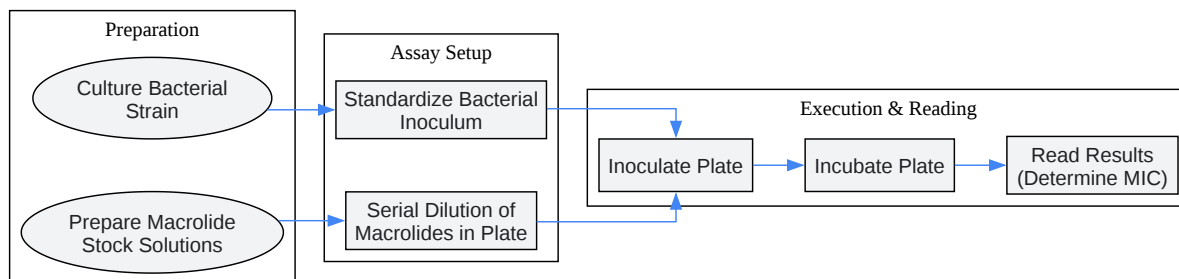 Preparation
Culture Bacterial
Strain
Prepare Macrolide
Stock Solutions
Assay Setup
Standardize Bacterial
Inoculum
Serial Dilution of
Macrolides in Plate
Execution & Reading
Inoculate Plate
Incubate Plate
Read Results
(Determine MIC)